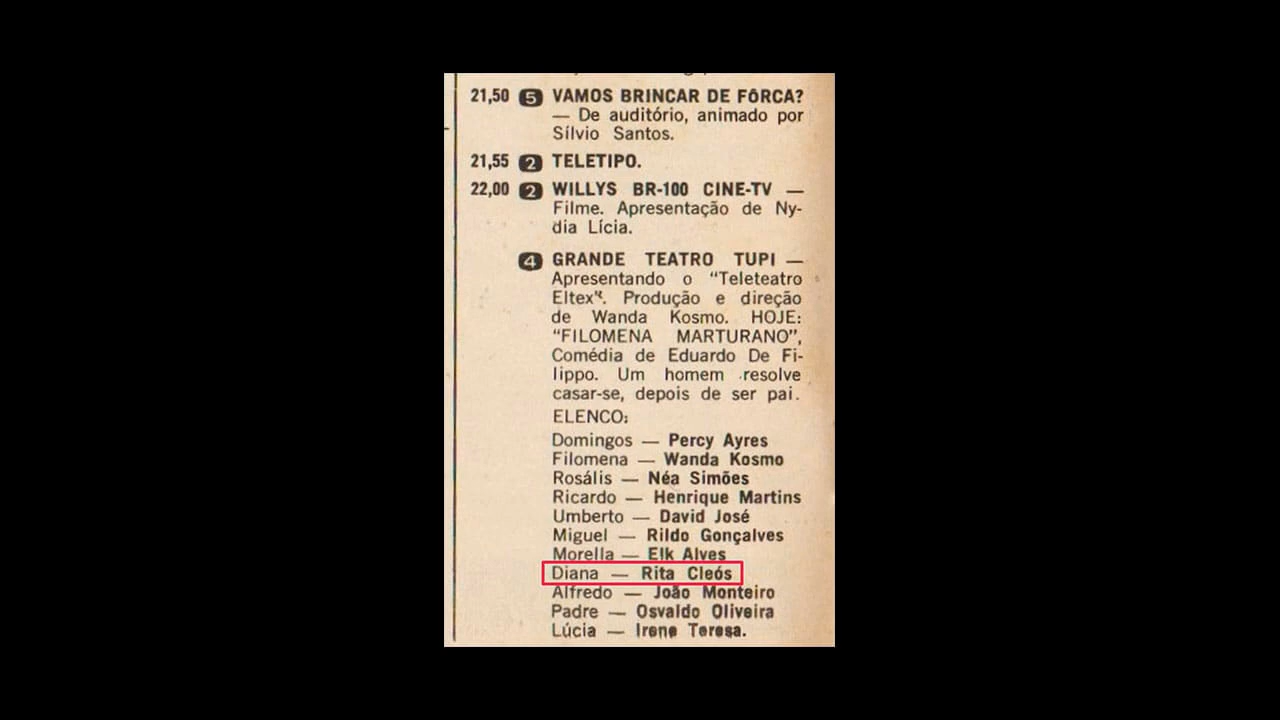 21,50 5 VAMOS BRINCAR DE FÔRCA?
— De auditório, animado por
Sílvio Santos.
21,55 2 TELETIPO.
22,00 2 WILLYS BR-100 CINE-TV —
Filme. Apresentação de Ny-
dia Lícia.
4 GRANDE TEATRO TUPI —
Apresentando o “Teleteatro
Eltex”. Produção e direção
de Wanda Kosmo. HOJE:
“FILOMENA MARTURANO”,
Comédia de Eduardo De Fi-
lippo. Um homem resolve
casar-se, depois de ser pai.
ELENCO:
Domingos — Percy Ayres
Filomena — Wanda Kosmo
Rosális — Néa Simões
Ricardo — Henrique Martins
Umberto — David José
Miguel — Rildo Gonçalves
Morella — Elk Alves
Diana — Rita Cleós
Alfredo — João Monteiro
Padre — Osvaldo Oliveira
Lúcia — Irene Teresa.